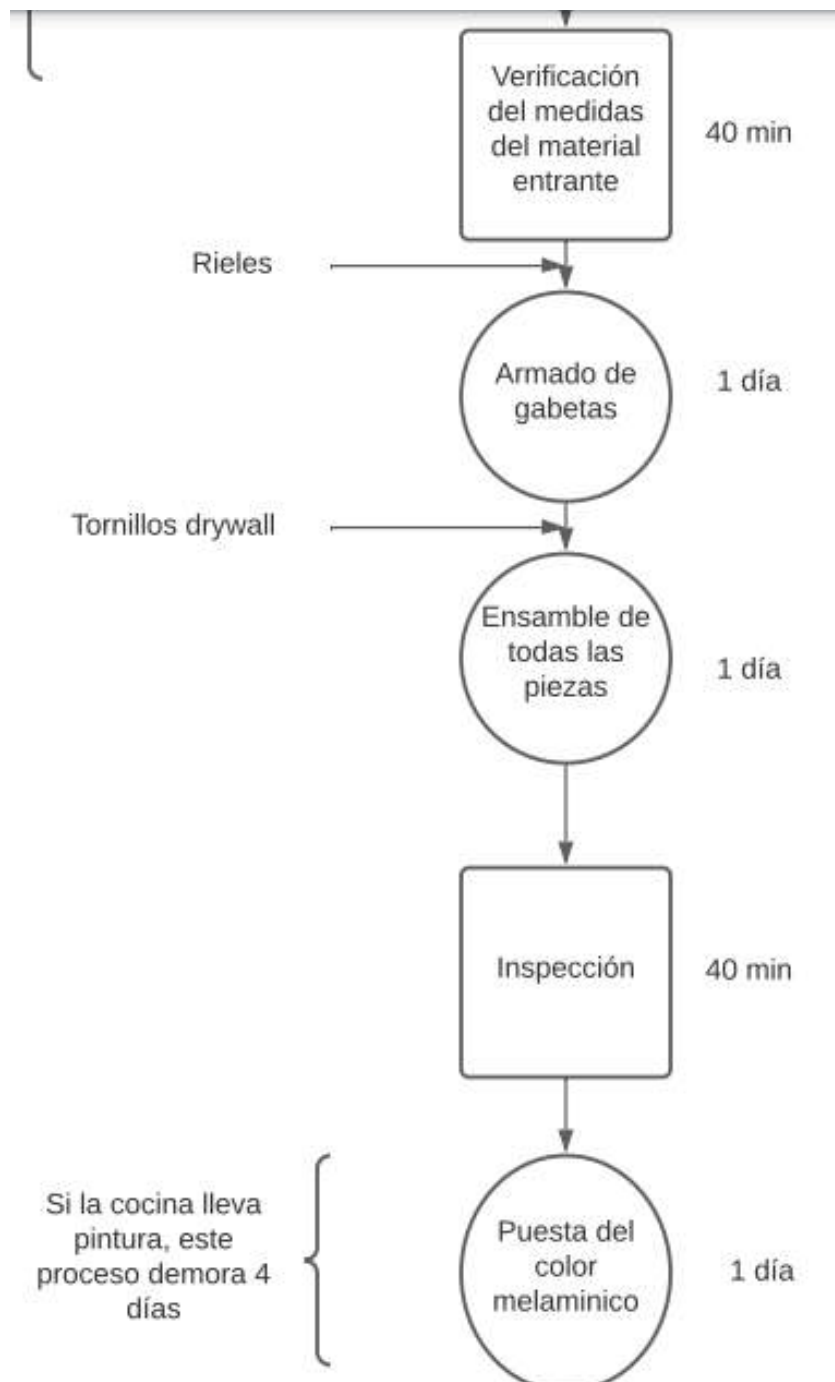 Verificación
del medidas
del material
entrante
40 min
Rieles
Armado de
gabetas
1 día
Tornillos drywall
Ensamble de
todas las
piezas
1 día
Inspección
40 min
Si la cocina lleva
pintura, este
proceso demora 4
días
Puesta del
color
melaminico
1 día